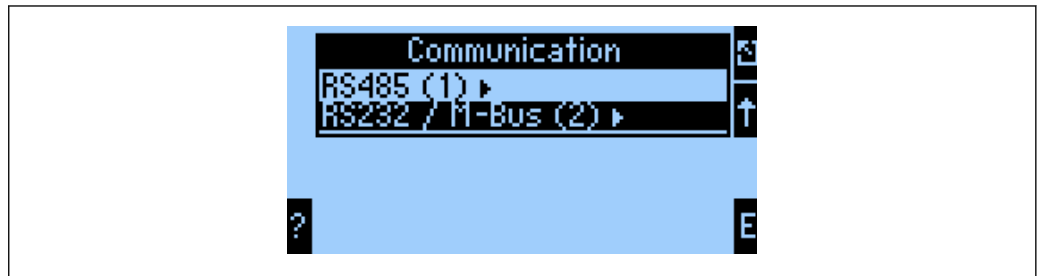 Communication
RS485 (1) ▸
RS232 / M-Bus (2) ▸
↑
?
E